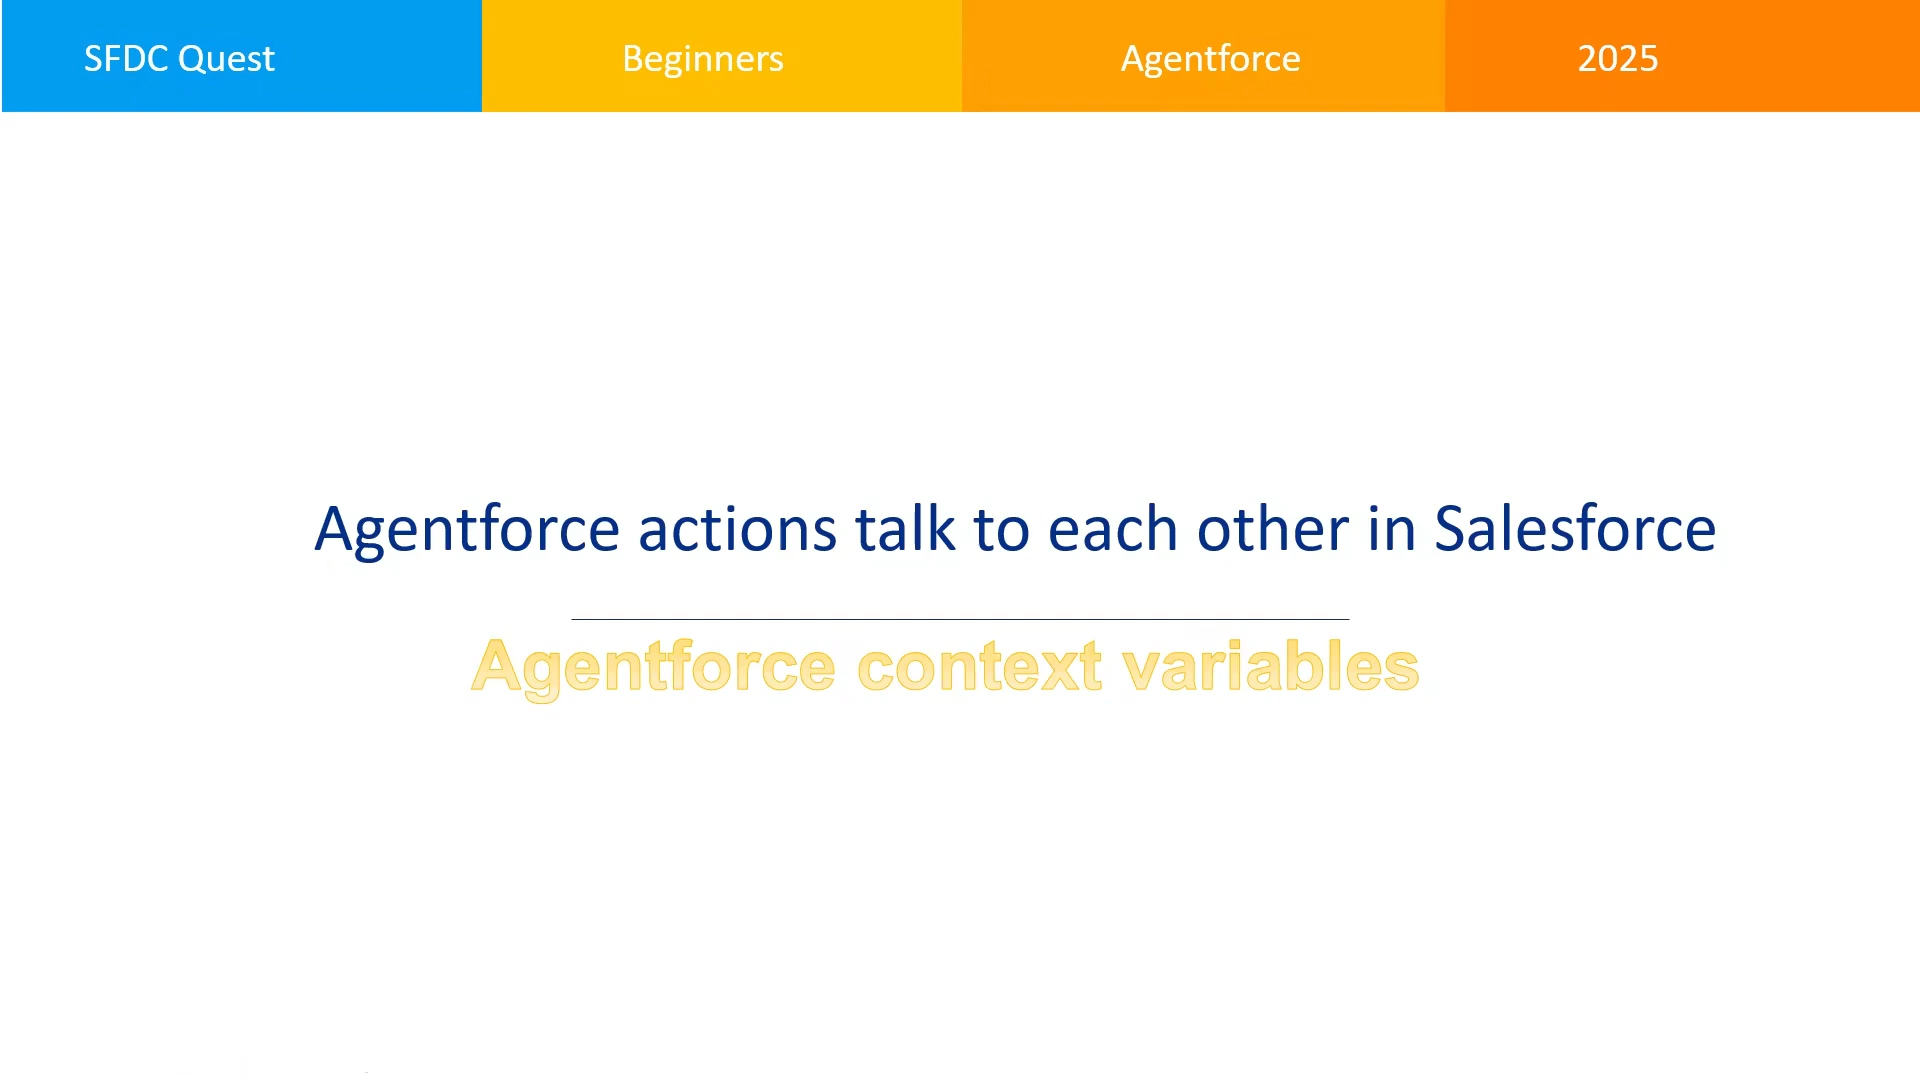 SFDC Quest
Beginners
Agentforce
2025
Agentforce actions talk to each other in Salesforce
Agentforce context variables